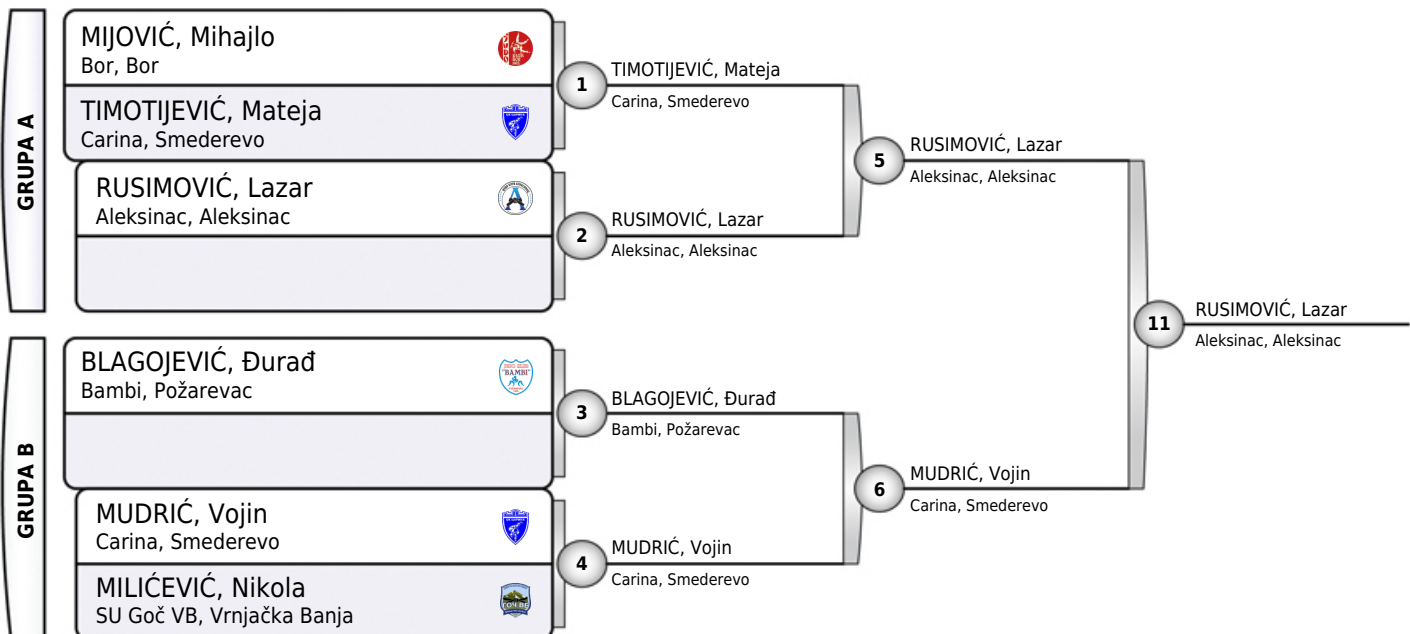 GRUPA A
MIJOVIĆ, Mihajlo
Bor, Bor
TIMOTIJEVIĆ, Mateja
Carina, Smederevo
RUSIMOVIĆ, Lazar
Aleksinac, Aleksinac
1
TIMOTIJEVIĆ, Mateja
Carina, Smederevo
2
RUSIMOVIĆ, Lazar
Aleksinac, Aleksinac
5
RUSIMOVIĆ, Lazar
Aleksinac, Aleksinac
GRUPA B
BLAGOJEVIĆ, Đurađ
Bambi, Požarevac
"BAMBI"
MUDRIĆ, Vojin
Carina, Smederevo
MILIĆEVIĆ, Nikola
SU Goč VB, Vrnjačka Banja
3
BLAGOJEVIĆ, Đurađ
Bambi, Požarevac
4
MUDRIĆ, Vojin
Carina, Smederevo
6
MUDRIĆ, Vojin
Carina, Smederevo
11
RUSIMOVIĆ, Lazar
Aleksinac, Aleksinac